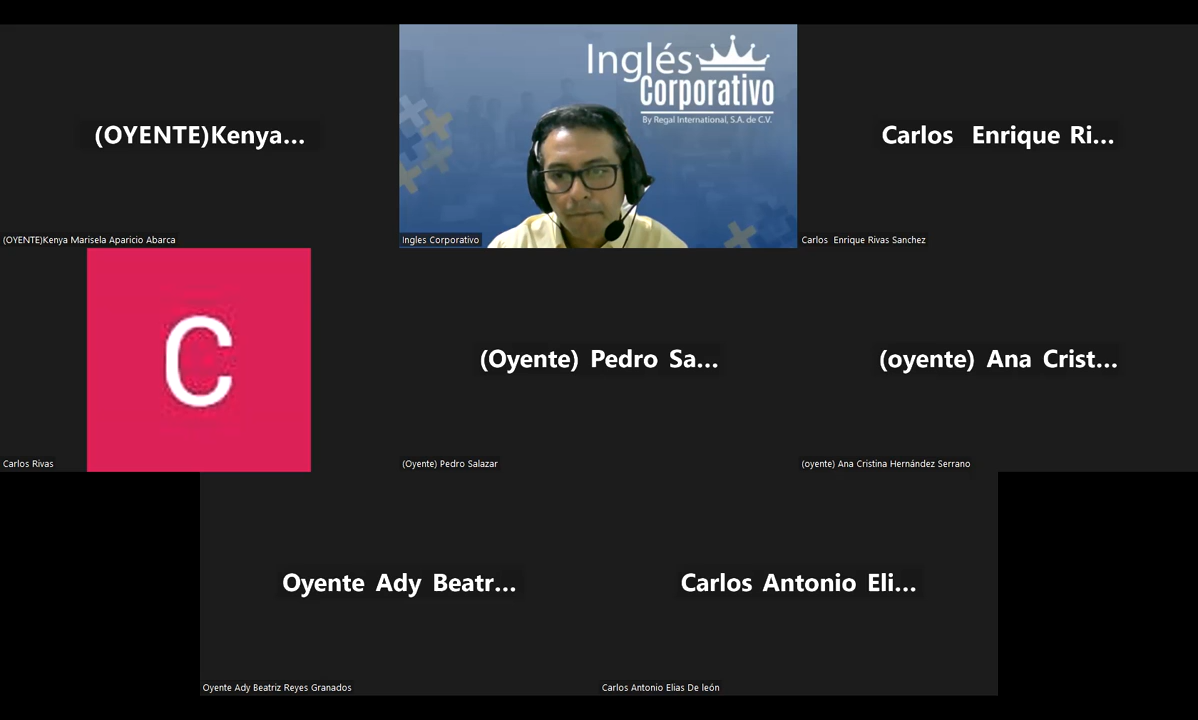 (OYENTE)Kenya...
(OYENTE)Kenya Marisela Aparicio Abarca
Inglés
Corporativo
By Regal International, S.A. de C.V.
Ingles Corporativo
Carlos Enrique Ri...
Carlos Enrique Rivas Sanchez
C
Carlos Rivas
(Oyente) Pedro Sa...
(Oyente) Pedro Salazar
(oyente) Ana Crist...
(oyente) Ana Cristina Hernández Serrano
Oyente Ady Beatr...
Oyente Ady Beatriz Reyes Granados
Carlos Antonio Eli...
Carlos Antonio Elias De león